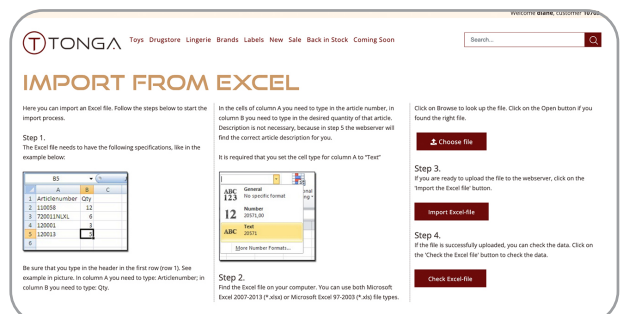 Welcome diane, customer
TONGA
Toys Drugstore Lingerie Brands Labels New Sale Back in Stock Coming Soon
Search...
IMPORT FROM EXCEL
Here you can import an Excel file. Follow the steps below to start the
import process.
Step 1.
The Excel file needs to have the following specifications, like in the
example below:
B5
A B C
1 Articlenumber Qty
2 110058 12
3 720011NLXL 6
4 120001 3
5 120013 5
6
Be sure that you type in the header in the first row (row 1). See
example in picture. In column A you need to type: Articlenumber; in
column B you need to type: Qty.
In the cells of column A you need to type in the article number, in
column B you need to type in the desired quantity of that article.
Description is not necessary, because in step 5 the webserver will
find the correct article description for you.
It is required that you set the cell type for column A to "Text"
ABC 123 General
No specific format
12 Number
20571,00
ABC Text
20571
More Number Formats...
Step 2.
Find the Excel file on your computer. You can use both Microsoft
Excel 2007-2013 (*.xlsx) or Microsoft Excel 97-2003 (*.xls) file types.
Click on Browse to look up the file. Click on the Open button if you
found the right file.
Choose file
Step 3.
If you are ready to upload the file to the webserver, click on the
'Import the Excel file' button.
Import Excel-file
Step 4.
If the file is successfully uploaded, you can check the data. Click on
the 'Check the Excel file' button to check the data.
Check Excel-file